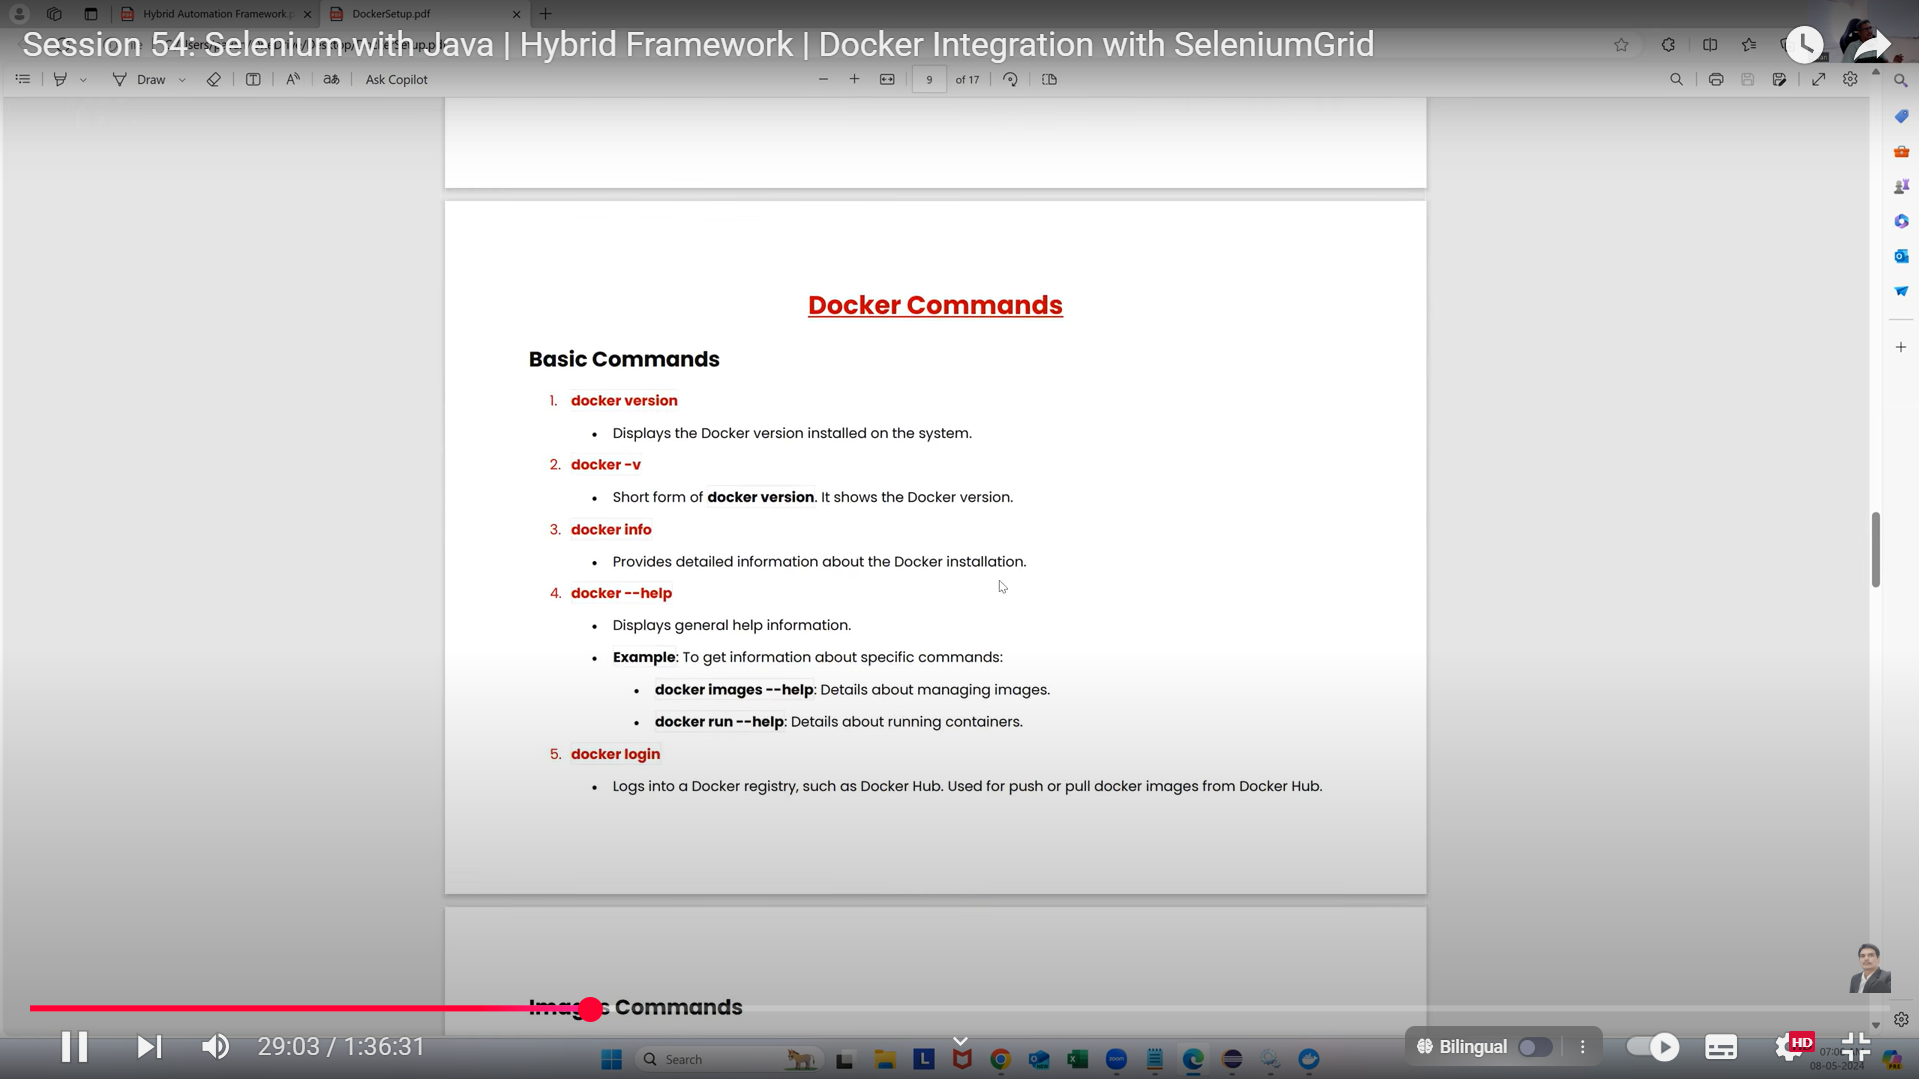 Hybrid Automation Framework.p
DockerSetup.pdf
Session 54: Selenium with Java | Hybrid Framework | Docker Integration with SeleniumGrid
Draw
Ask Copilot
9 of 17
Docker Commands
Basic Commands
1. docker version
• Displays the Docker version installed on the system.
2. docker -v
• Short form of docker version. It shows the Docker version.
3. docker info
• Provides detailed information about the Docker installation.
4. docker --help
• Displays general help information.
• Example: To get information about specific commands:
• docker images --help: Details about managing images.
• docker run --help: Details about running containers.
5. docker login
• Logs into a Docker registry, such as Docker Hub. Used for push or pull docker images from Docker Hub.
Images Commands
29:03 / 1:36:31
Search
Bilingual
HD
08-05-2024